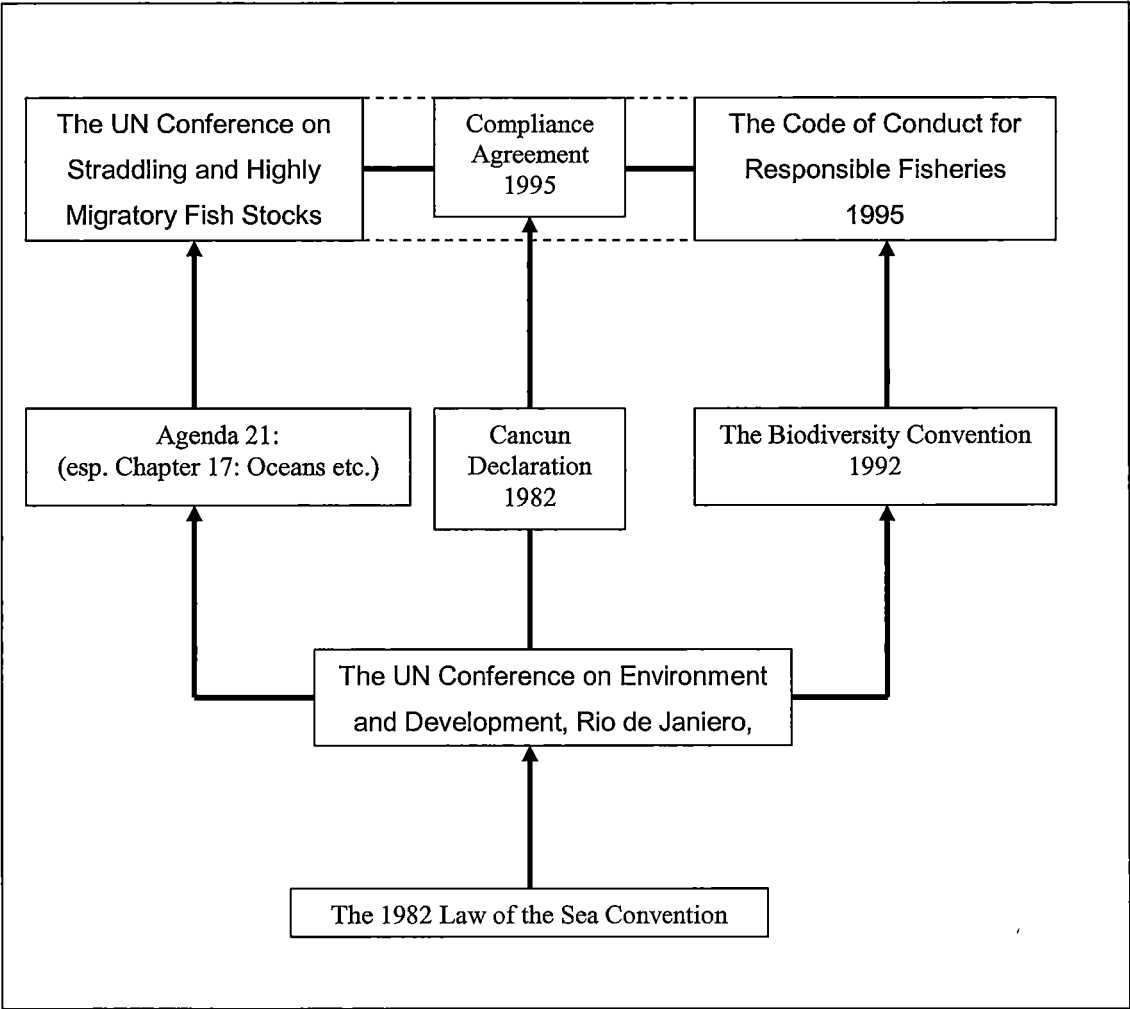 The UN Conference on
Straddling and Highly
Migratory Fish Stocks
Compliance
Agreement
1995
The Code of Conduct for
Responsible Fisheries
1995
Agenda 21:
(esp. Chapter 17: Oceans etc.)
Cancun
Declaration
1982
The Biodiversity Convention
1992
The UN Conference on Environment
and Development, Rio de Janiero,
The 1982 Law of the Sea Convention